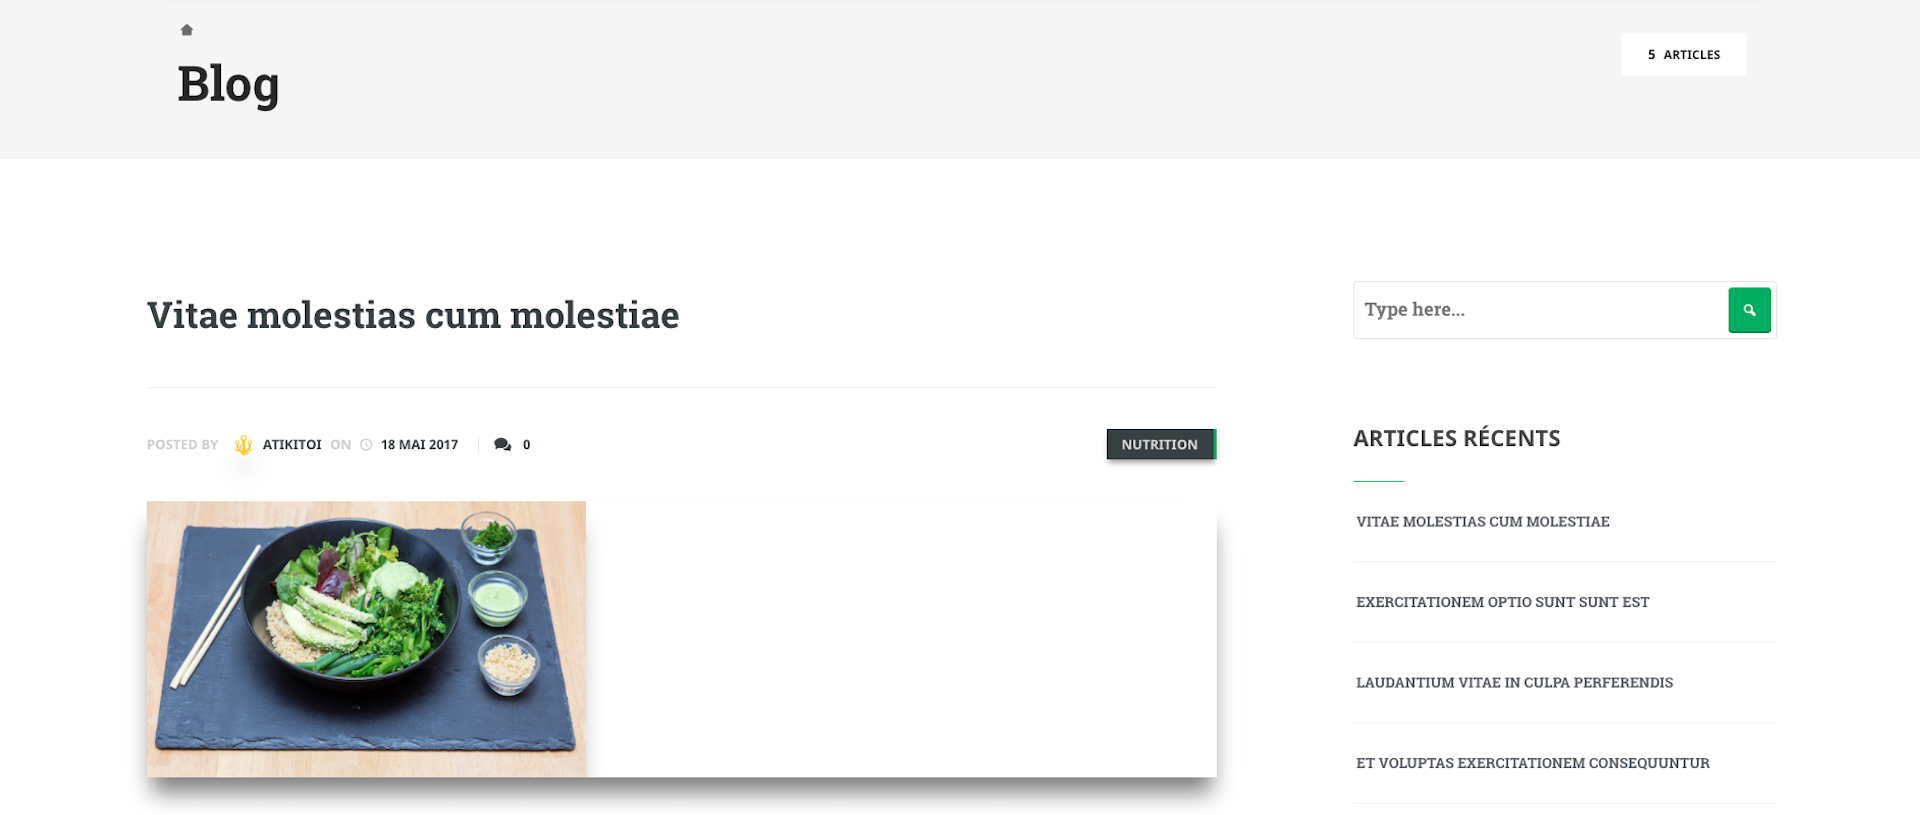 Blog
5 ARTICLES
Vitae molestias cum molestiae
Type here...
POSTED BY ATIKITOI ON 18 MAI 2017 0
NUTRITION
ARTICLES RÉCENTS
VITAE MOLESTIAS CUM MOLESTIAE
EXERCITATIONEM OPTIO SUNT SUNT EST
LAUDANTIUM VITAE IN CULPA PERFERENDIS
ET VOLUPTAS EXERCITATIONEM CONSEQUUNTUR